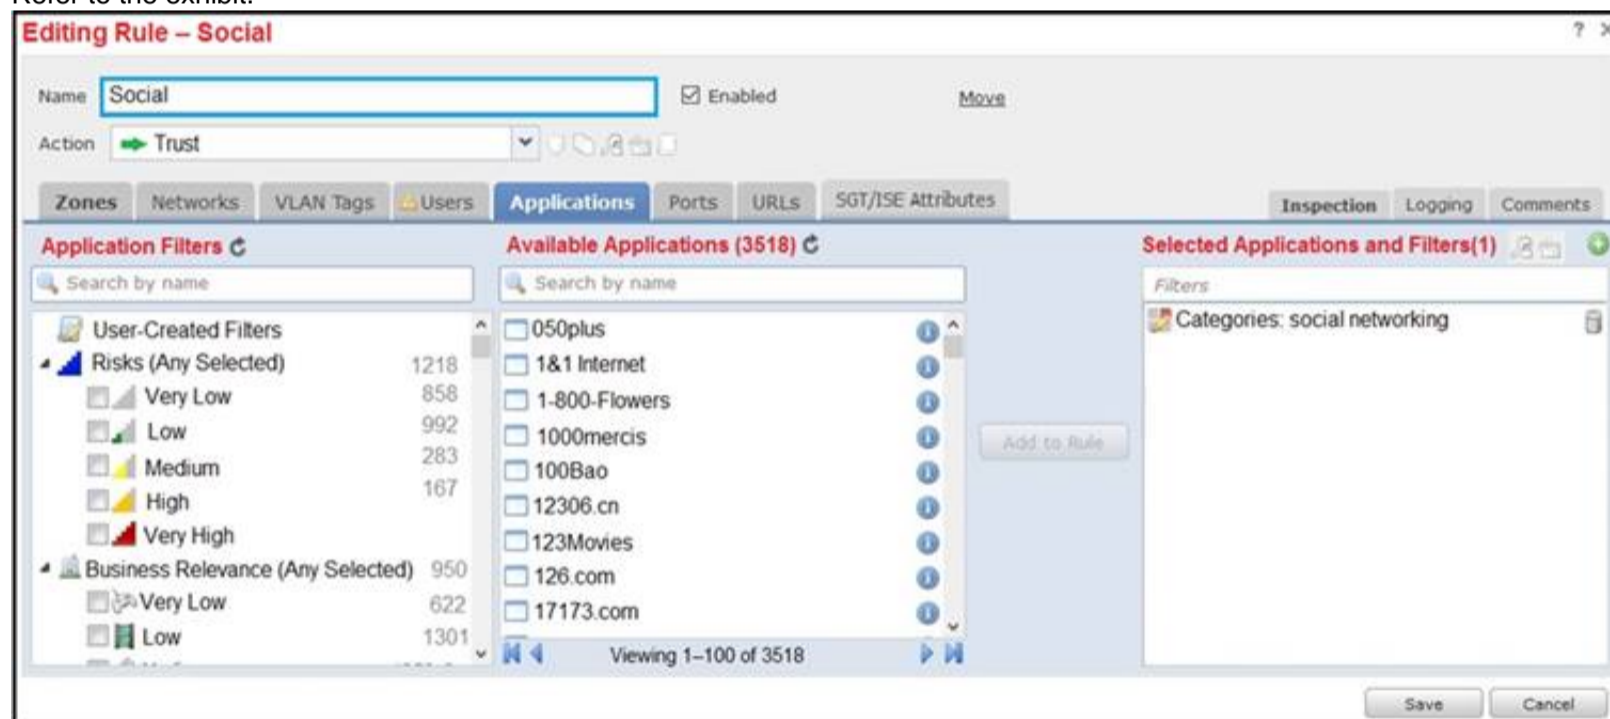 Refer to the exhibit.
Editing Rule – Social
? X
Name Social Enabled Move
Action Trust
Zones Networks VLAN Tags Users Applications Ports URLs SGT/ISE Attributes Inspection Logging Comments
Application Filters
Search by name
User-Created Filters
Risks (Any Selected) 1218
Very Low 858
Low 992
Medium 283
High 167
Very High
Business Relevance (Any Selected) 950
Very Low 622
Low 1301
Available Applications (3518)
Search by name
050plus
1&1 Internet
1-800-Flowers
1000mercis
100Bao
12306.cn
123Movies
126.com
17173.com
Viewing 1–100 of 3518
Add to Rule
Selected Applications and Filters(1)
Filters
Categories: social networking
Save Cancel